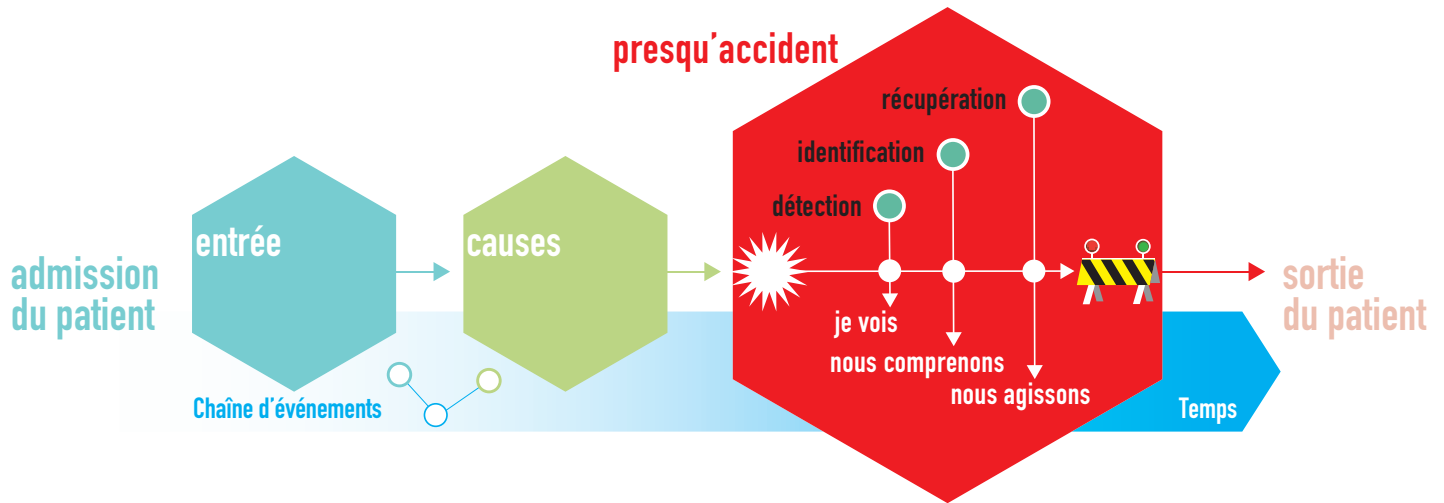 presqu'accident
récupération
identification
détection
entrée
causes
admission
du patient
sortie
du patient
je vois
nous comprenons
nous agissons
Chaîne d'événements
Temps